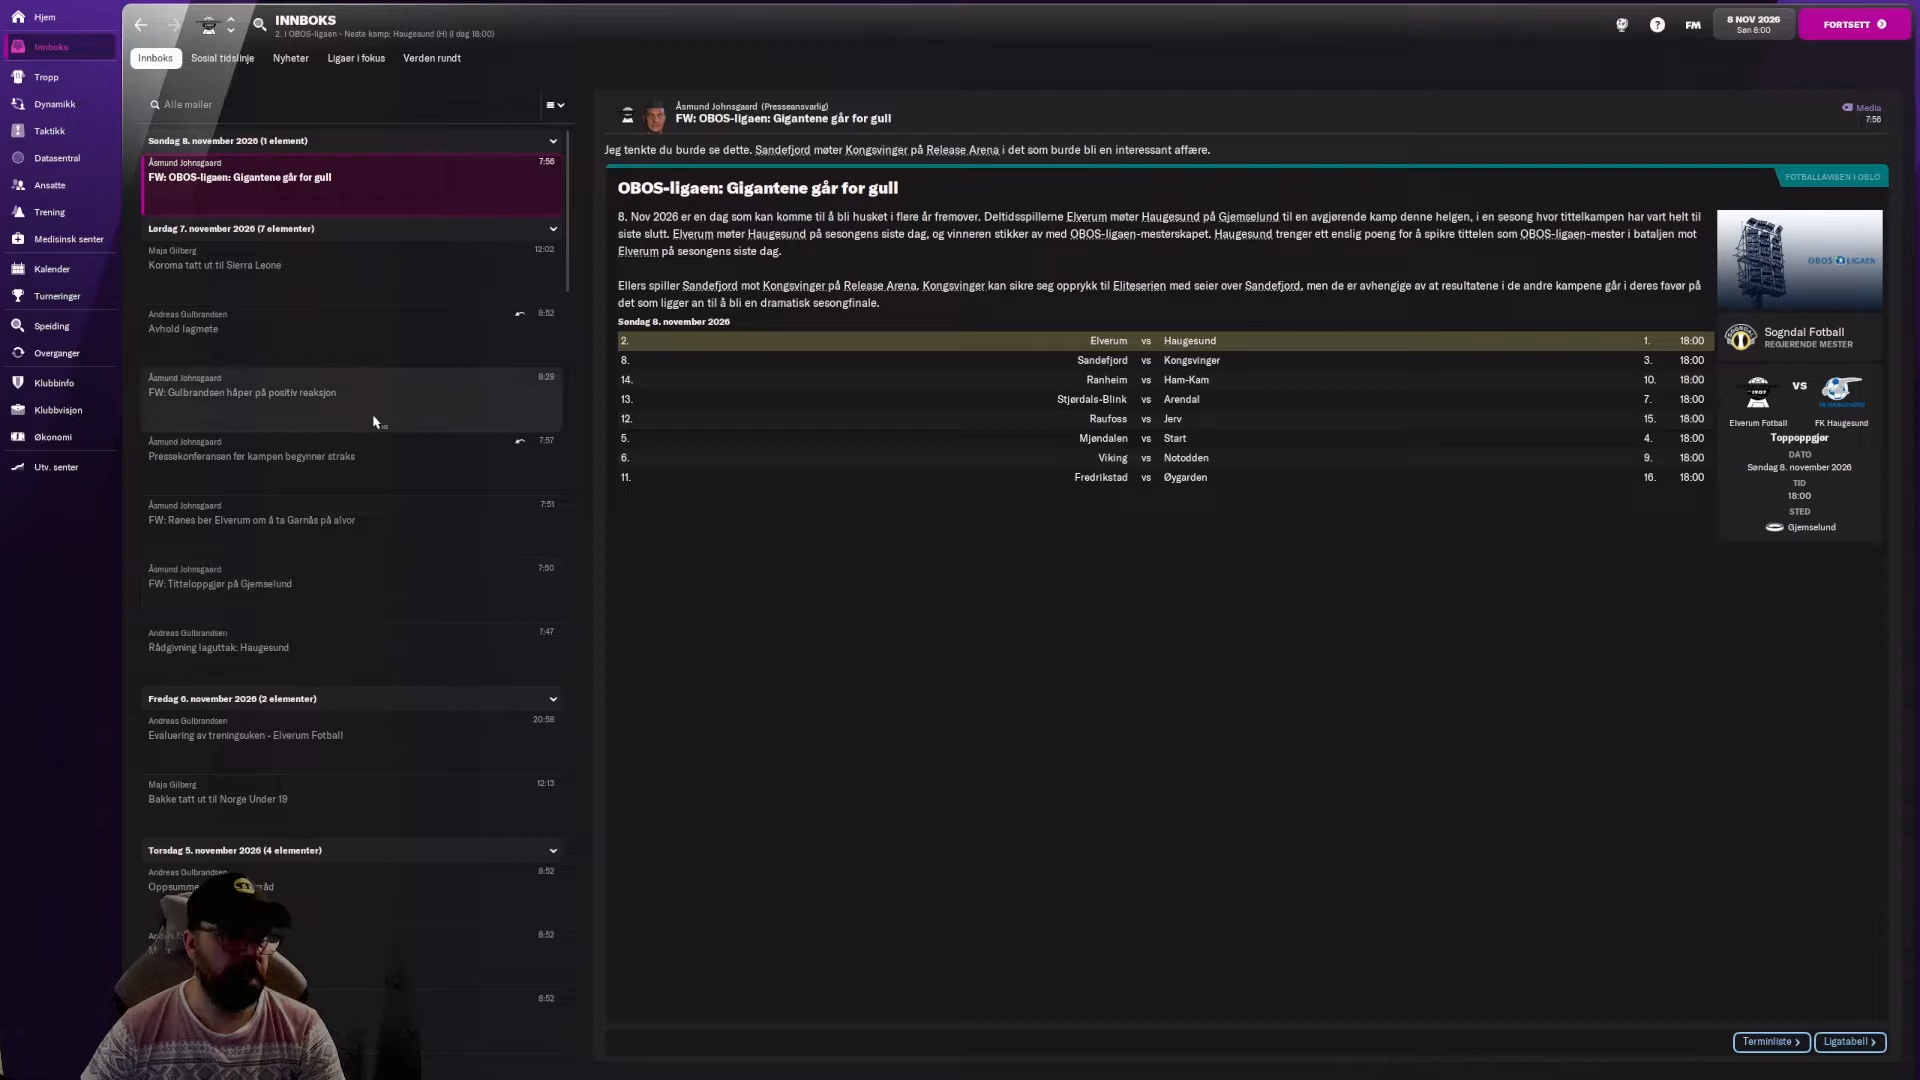 Hjem
Innboks
Tropp
Dynamikk
Taktikk
Datasentral
Ansatte
Trening
Medisinsk senter
Kalender
Turneringer
Speiding
Overganger
Klubbinfo
Klubbvisjon
Økonomi
Utv. senter
INNBOKS
2. I OBOS-ligaen - Neste kamp: Haugesund (H) (I dag 18:00)
FM
8 NOV 2026
Søn 8:00
FORTSETT
Innboks
Sosial tidslinje
Nyheter
Ligaer i fokus
Verden rundt
Alle mailer
Søndag 8. november 2026 (1 element)
Åsmund Johnsgaard 7:56
FW: OBOS-ligaen: Gigantene går for gull
Lørdag 7. november 2026 (7 elementer)
Maja Gilberg 12:02
Koroma tatt ut til Sierra Leone
Andreas Gulbrandsen 8:52
Avhold lagmøte
Åsmund Johnsgaard 8:29
FW: Gulbrandsen håper på positiv reaksjon
Åsmund Johnsgaard 7:57
Pressekonferansen før kampen begynner straks
Åsmund Johnsgaard 7:51
FW: Rønes ber Elverum om å ta Garnås på alvor
Åsmund Johnsgaard 7:50
FW: Titteloppgjør på Gjemselund
Andreas Gulbrandsen 7:47
Rådgivning laguttak: Haugesund
Fredag 6. november 2026 (2 elementer)
Andreas Gulbrandsen 20:56
Evaluering av treningsuken - Elverum Fotball
Maja Gilberg 12:13
Bakke tatt ut til Norge Under 19
Torsdag 5. november 2026 (4 elementer)
Andreas Gulbrandsen 8:52
8:52
8:52
Åsmund Johnsgaard (Presseansvarlig)
FW: OBOS-ligaen: Gigantene går for gull
Media
7:56
Jeg tenkte du burde se dette. Sandefjord møter Kongsvinger på Release Arena i det som burde bli en interessant affære.
FOTBALLAVISEN I OSLO
OBOS-ligaen: Gigantene går for gull
8. Nov 2026 er en dag som kan komme til å bli husket i flere år fremover. Deltidsspillerne Elverum møter Haugesund på Gjemselund til en avgjørende kamp denne helgen, i en sesong hvor tittelkampen har vart helt til
siste slutt. Elverum møter Haugesund på sesongens siste dag, og vinneren stikker av med OBOS-ligaen-mesterskapet. Haugesund trenger ett enslig poeng for å spikre tittelen som OBOS-ligaen-mester i bataljen mot
Elverum på sesongens siste dag.
Ellers spiller Sandefjord mot Kongsvinger på Release Arena. Kongsvinger kan sikre seg opprykk til Eliteserien med seier over Sandefjord, men de er avhengige av at resultatene i de andre kampene går i deres favør på
det som ligger an til å bli en dramatisk sesongfinale.
Søndag 8. november 2026
2. Elverum vs Haugesund 1. 18:00
8. Sandefjord vs Kongsvinger 3. 18:00
14. Ranheim vs Ham-Kam 10. 18:00
13. Stjørdals-Blink vs Arendal 7. 18:00
12. Raufoss vs Jerv 15. 18:00
5. Mjøndalen vs Start 4. 18:00
6. Viking vs Notodden 9. 18:00
11. Fredrikstad vs Øygarden 16. 18:00
OBOS LIGAEN
Sogndal Fotball
REGJERENDE MESTER
VS
1907
FK HAUGESUND
Elverum Fotball
FK Haugesund
Toppoppgjør
DATO
Søndag 8. november 2026
TID
18:00
STED
Gjemselund
Terminliste
Ligatabell